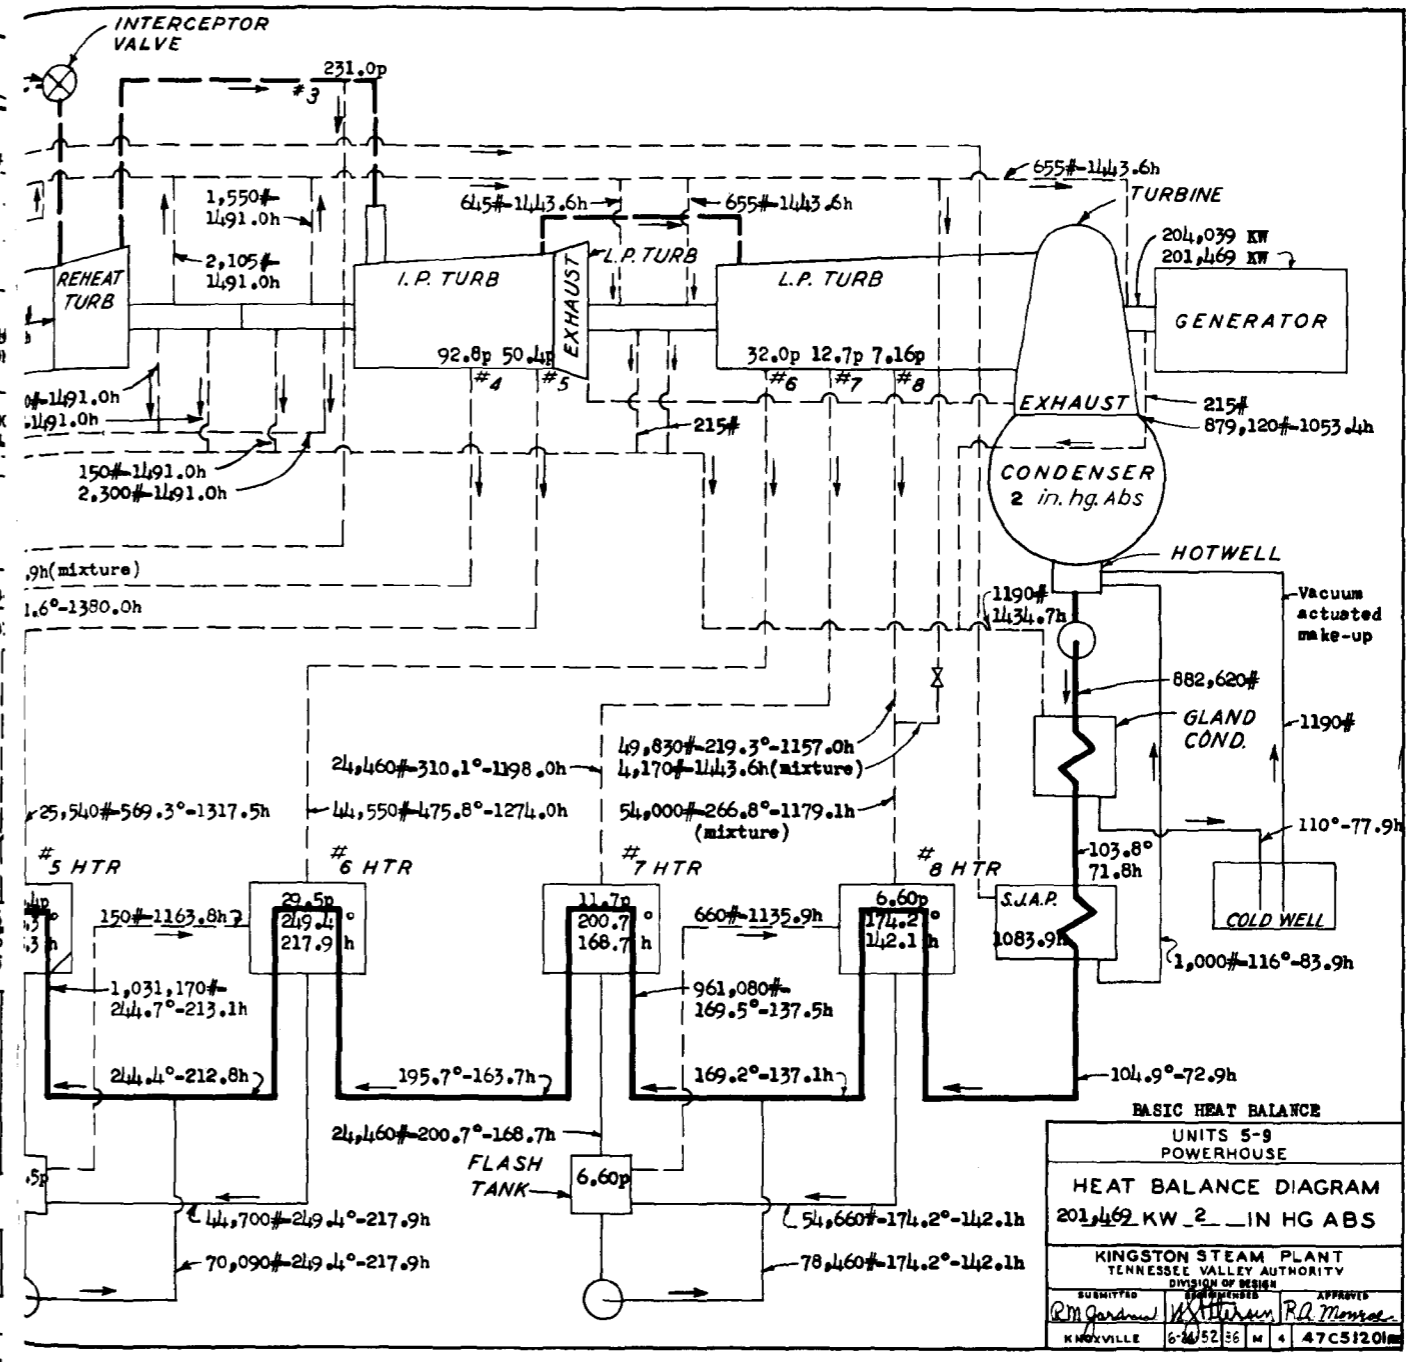 INTERCEPTOR
VALVE
231.0p
#3
655#-1443.6h
TURBINE
1,550#-
1491.0h
645#-1443.6h
655#-1443.6h
204,039 KW
201,469 KW
2,105#-
1491.0h
REHEAT
TURB
I.P. TURB
EXHAUST
L.P. TURB
L.P. TURB
GENERATOR
92.8p 50.4p
32.0p 12.7p 7.16p
#4
#5
#6
#7
#8
#-1491.0h
1491.0h
EXHAUST
215#
879,120#-1053.4h
215#
150#-1491.0h
2,300#-1491.0h
CONDENSER
2 in.hg.Abs
HOTWELL
.9h(mixture)
1.6°-1380.0h
1190#
1434.7h
Vacuum
actuated
make-up
882,620#
GLAND
COND.
1190#
49,830#-219.3°-1157.0h
4,170#-1443.6h(mixture)
24,460#-310.1°-1198.0h
25,540#-569.3°-1317.5h
44,550#-475.8°-1274.0h
54,000#-266.8°-1179.1h
(mixture)
110°-77.9h
103.8°
71.8h
#5 HTR
#6 HTR
#7 HTR
#8 HTR
29.5p
249.4°
217.9h
11.7p
200.7°
168.7h
6.60p
174.2°
142.1h
S.J.A.P.
1083.9h
COLD WELL
150#-1163.8h
660#-1135.9h
1,000#-116°-83.9h
1,031,170#-
244.7°-213.1h
961,080#-
169.5°-137.5h
244.4°-212.8h
195.7°-163.7h
169.2°-137.1h
104.9°-72.9h
24,460#-200.7°-168.7h
FLASH
TANK
6.60p
.5p
44,700#-249.4°-217.9h
54,660#-174.2°-142.1h
70,090#-249.4°-217.9h
78,460#-174.2°-142.1h
BASIC HEAT BALANCE
UNITS 5-9
POWERHOUSE
HEAT BALANCE DIAGRAM
201,469 KW 2 IN HG ABS
KINGSTON STEAM PLANT
TENNESSEE VALLEY AUTHORITY
DIVISION OF DESIGN
SUBMITTED RECOMMENDED APPROVED
R.A. Monroe
KNOXVILLE 52 36 M 4 47C5120